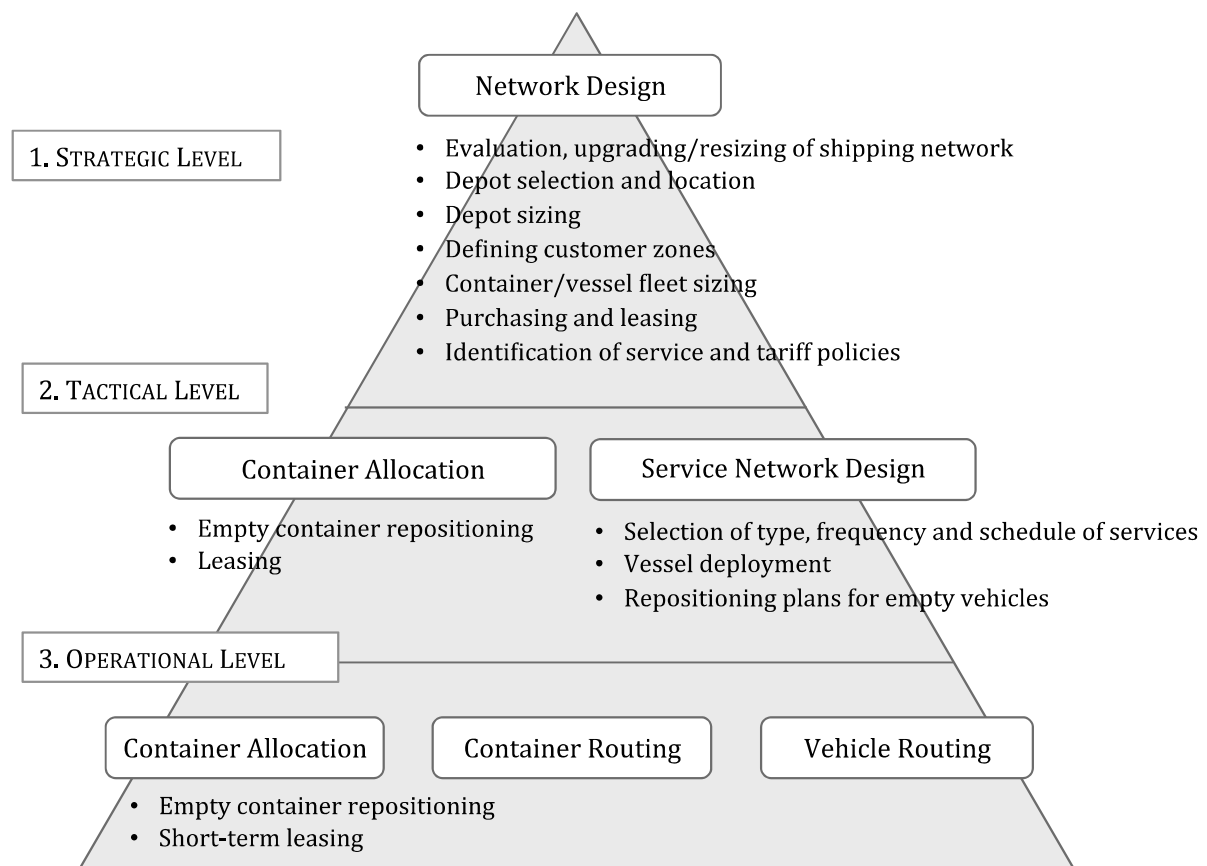 Network Design
1. STRATEGIC LEVEL
• Evaluation, upgrading/resizing of shipping network
• Depot selection and location
• Depot sizing
• Defining customer zones
• Container/vessel fleet sizing
• Purchasing and leasing
• Identification of service and tariff policies
2. TACTICAL LEVEL
Container Allocation
• Empty container repositioning
• Leasing
Service Network Design
• Selection of type, frequency and schedule of services
• Vessel deployment
• Repositioning plans for empty vehicles
3. OPERATIONAL LEVEL
Container Allocation
• Empty container repositioning
• Short-term leasing
Container Routing
Vehicle Routing